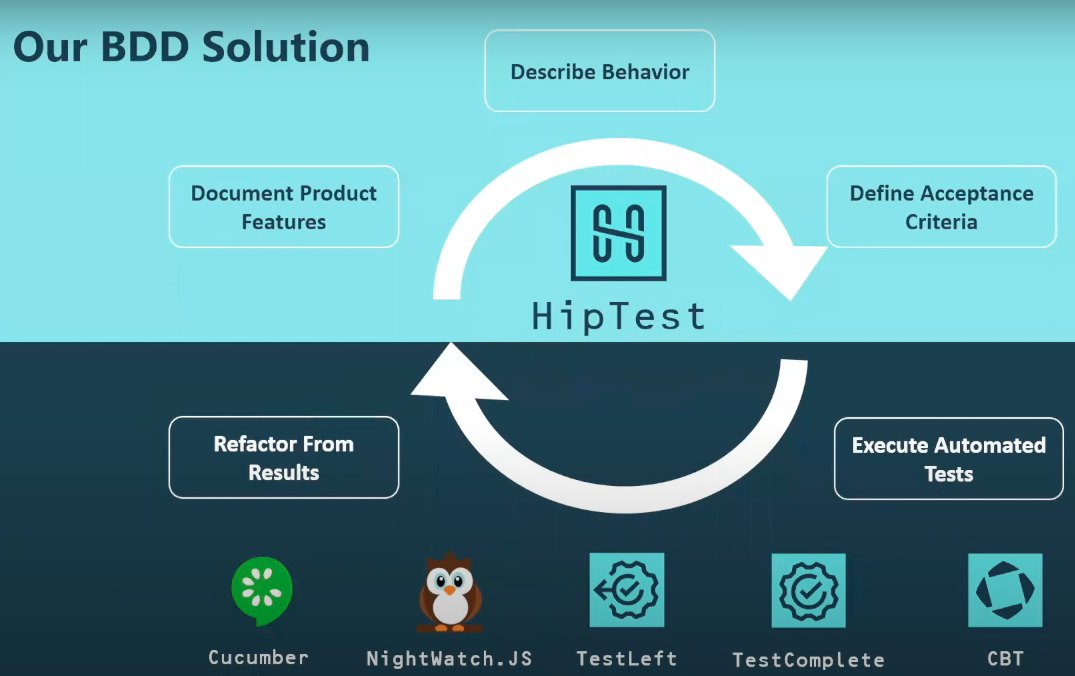 Our BDD Solution
Describe Behavior
Document Product
Features
Define Acceptance
Criteria
HipTest
Refactor From
Results
Execute Automated
Tests
Cucumber
NightWatch.JS
TestLeft
TestComplete
CBT